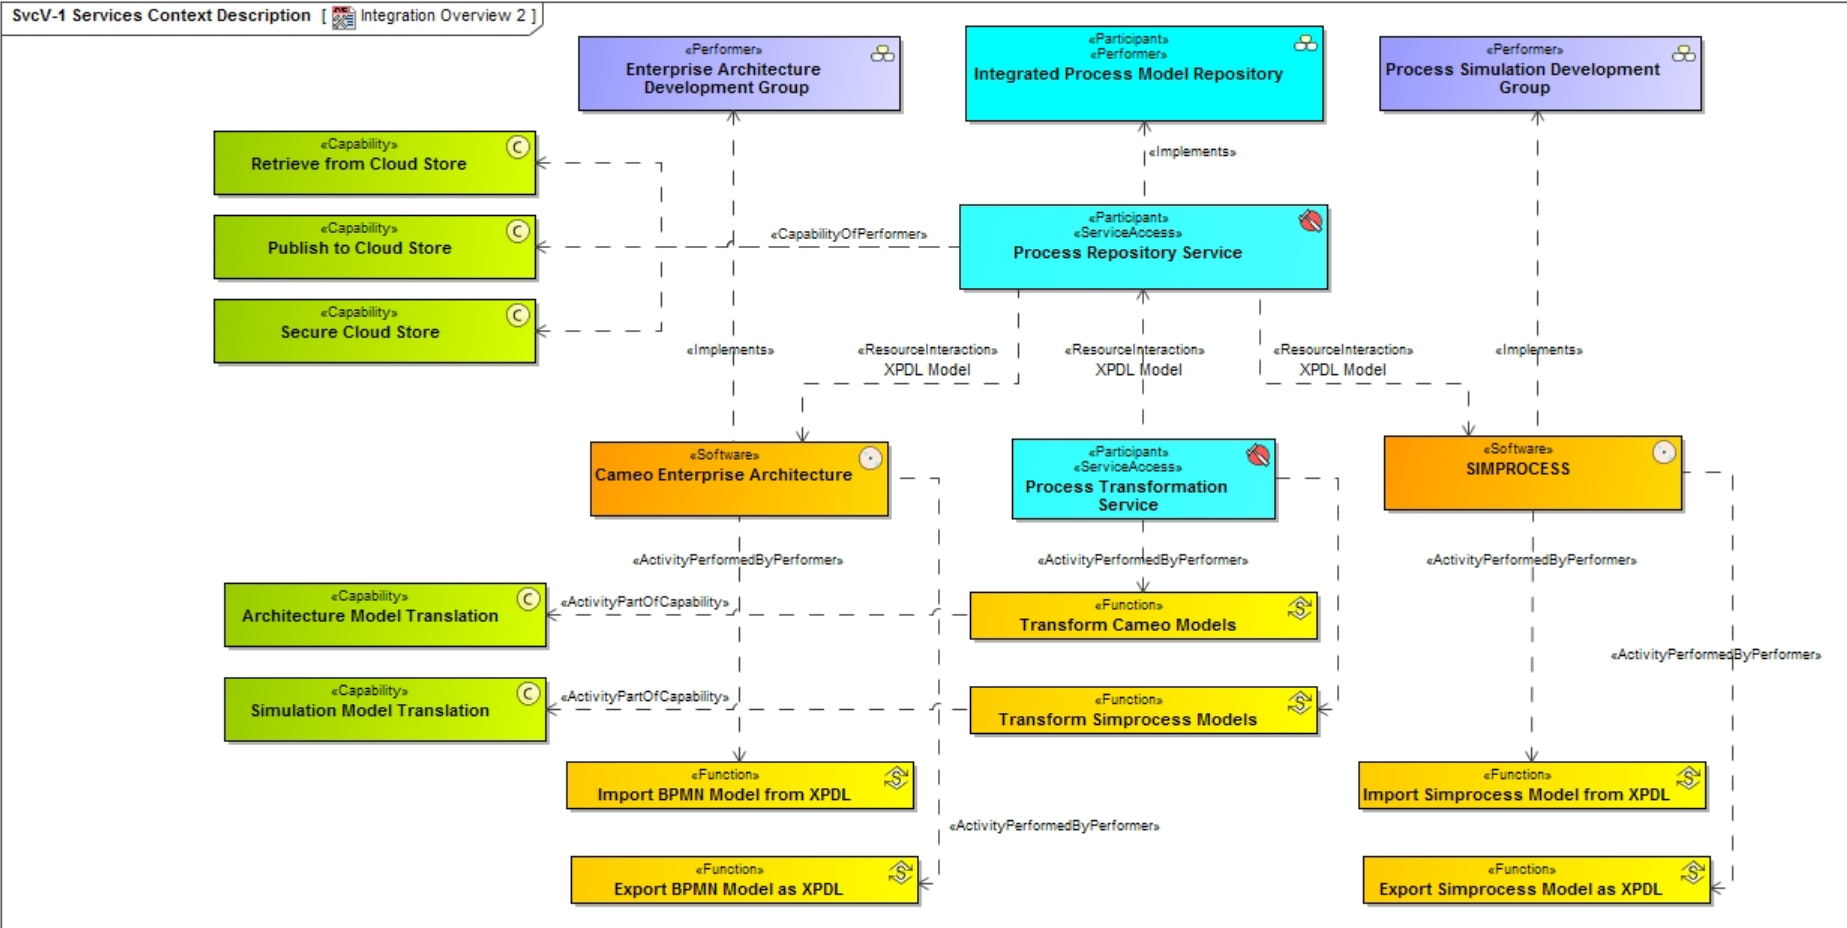 SvcV-1 Services Context Description [ Integration Overview 2 ]
«Performer»
Enterprise Architecture
Development Group
«Participant»
«Performer»
Integrated Process Model Repository
«Performer»
Process Simulation Development
Group
«Capability»
C
Retrieve from Cloud Store
«Implements»
«Capability»
C
Publish to Cloud Store
«CapabilityOfPerformer»
«Participant»
«ServiceAccess»
Process Repository Service
«Capability»
C
Secure Cloud Store
«Implements»
«ResourceInteraction»
XPDL Model
«ResourceInteraction»
XPDL Model
«ResourceInteraction»
XPDL Model
«Implements»
«Software»
Cameo Enterprise Architecture
«Participant»
«ServiceAccess»
Process Transformation
Service
«Software»
SIMPROCESS
«ActivityPerformedByPerformer»
«ActivityPerformedByPerformer»
«ActivityPerformedByPerformer»
«Capability»
C
Architecture Model Translation
«ActivityPartOfCapability»
«Function»
S
Transform Cameo Models
«ActivityPerformedByPerformer»
«Capability»
C
Simulation Model Translation
«ActivityPartOfCapability»
«Function»
S
Transform Simprocess Models
«Function»
S
Import BPMN Model from XPDL
«Function»
S
Import Simprocess Model from XPDL
«ActivityPerformedByPerformer»
«Function»
S
Export BPMN Model as XPDL
«Function»
S
Export Simprocess Model as XPDL